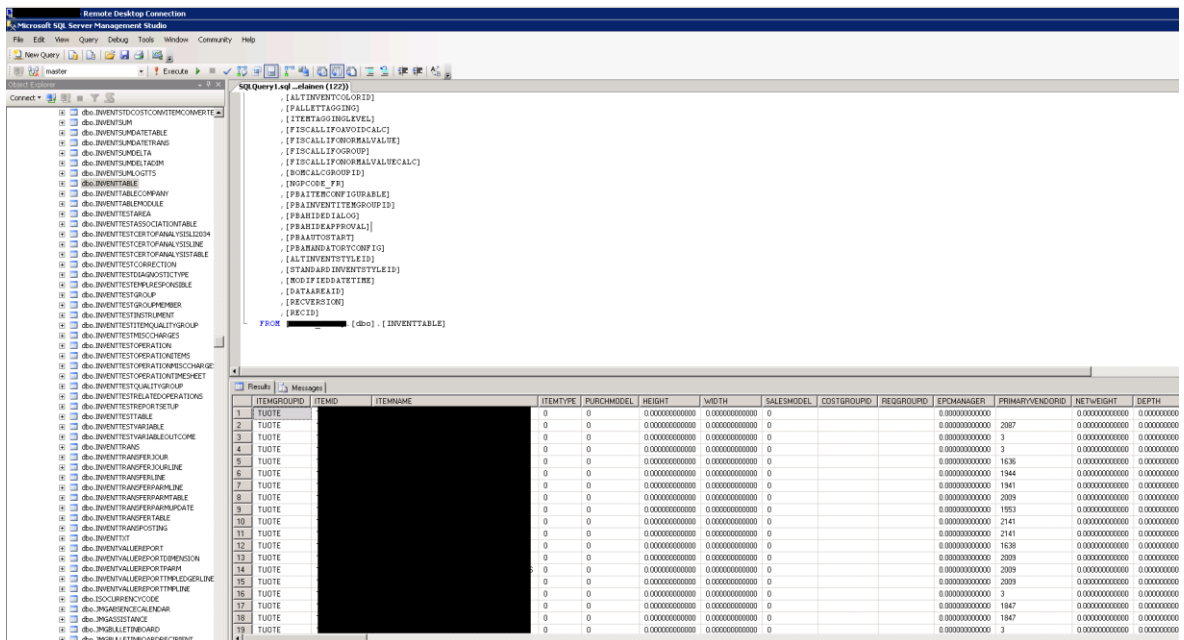 - Remote Desktop Connection
Microsoft SQL Server Management Studio
File Edit View Query Debug Tools Window Community Help
New Query
master Execute
Object Explorer
Connect
dbo.INVENTSTDCOSTCONVITEMCONVERTE
dbo.INVENTSUM
dbo.INVENTSUMDATETABLE
dbo.INVENTSUMDATETRANS
dbo.INVENTSUMDELTA
dbo.INVENTSUMDELTADIM
dbo.INVENTSUMLOGTTS
dbo.INVENTTABLE
dbo.INVENTTABLECOMPANY
dbo.INVENTTABLEMODULE
dbo.INVENTTESTAREA
dbo.INVENTTESTASSOCIATIONTABLE
dbo.INVENTTESTCERTOFANALYSISLI2034
dbo.INVENTTESTCERTOFANALYSISLINE
dbo.INVENTTESTCERTOFANALYSISTABLE
dbo.INVENTTESTCORRECTION
dbo.INVENTTESTDIAGNOSTICTYPE
dbo.INVENTTESTEMPLRESPONSIBLE
dbo.INVENTTESTGROUP
dbo.INVENTTESTGROUPMEMBER
dbo.INVENTTESTINSTRUMENT
dbo.INVENTTESTITEMQUALITYGROUP
dbo.INVENTTESTMISCCHARGES
dbo.INVENTTESTOPERATION
dbo.INVENTTESTOPERATIONITEMS
dbo.INVENTTESTOPERATIONMISCCHARGE
dbo.INVENTTESTOPERATIONTIMESHEET
dbo.INVENTTESTQUALITYGROUP
dbo.INVENTTESTRELATEDOPERATIONS
dbo.INVENTTESTREPORTSETUP
dbo.INVENTTESTTABLE
dbo.INVENTTESTVARIABLE
dbo.INVENTTESTVARIABLEOUTCOME
dbo.INVENTTRANS
dbo.INVENTTRANSFERJOUR
dbo.INVENTTRANSFERJOURLINE
dbo.INVENTTRANSFERLINE
dbo.INVENTTRANSFERPARMLINE
dbo.INVENTTRANSFERPARMTABLE
dbo.INVENTTRANSFERPARMUPDATE
dbo.INVENTTRANSFERTABLE
dbo.INVENTTRANSPOSTING
dbo.INVENTTXT
dbo.INVENTVALUEREPORT
dbo.INVENTVALUEREPORTDIMENSION
dbo.INVENTVALUEREPORTPARM
dbo.INVENTVALUEREPORTTMPLEDGERLINE
dbo.INVENTVALUEREPORTTMPLINE
dbo.ISOCURRENCYCODE
dbo.JMGABSENCECALENDAR
dbo.JMGASSISTANCE
dbo.JMGBULLETINBOARD
dbo.JMGBULLETINBOARDRECIPIENT
SQLQuery1.sql ...elainen (122))
,[ALTINVENTCOLORID]
,[PALLETTAGGING]
,[ITEMTAGGINGLEVEL]
,[FISCALLIFOAVOIDCALC]
,[FISCALLIFONORMALVALUE]
,[FISCALLIFOGROUP]
,[FISCALLIFONORMALVALUECALC]
,[BOMCALCGROUPID]
,[NGPCODE_FR]
,[PBAITEMCONFIGURABLE]
,[PBAINVENTITEMGROUPID]
,[PBAHIDEDIALOG]
,[PBAHIDEAPPROVAL]
,[PBAAUTOSTART]
,[PBAMANDATORYCONFIG]
,[ALTINVENTSTYLEID]
,[STANDARDINVENTSTYLEID]
,[MODIFIEDDATETIME]
,[DATAAREAID]
,[RECVERSION]
,[RECID]
FROM [ .[dbo].[INVENTTABLE]
Results Messages
ITEMGROUPID ITEMID ITEMNAME ITEMTYPE PURCHMODEL HEIGHT WIDTH SALESMODEL COSTGROUPID REQGROUPID EPCMANAGER PRIMARYVENDORID NETWEIGHT DEPTH
1 TUOTE 0 0 0.000000000000 0.000000000000 0 0.000000000000 0.000000000000 0.000000000
2 TUOTE 0 0 0.000000000000 0.000000000000 0 0.000000000000 2087 0.000000000000 0.000000000
3 TUOTE 0 0 0.000000000000 0.000000000000 0 0.000000000000 3 0.000000000000 0.000000000
4 TUOTE 0 0 0.000000000000 0.000000000000 0 0.000000000000 3 0.000000000000 0.000000000
5 TUOTE 0 0 0.000000000000 0.000000000000 0 0.000000000000 1636 0.000000000000 0.000000000
6 TUOTE 0 0 0.000000000000 0.000000000000 0 0.000000000000 1944 0.000000000000 0.000000000
7 TUOTE 0 0 0.000000000000 0.000000000000 0 0.000000000000 1941 0.000000000000 0.000000000
8 TUOTE 0 0 0.000000000000 0.000000000000 0 0.000000000000 2009 0.000000000000 0.000000000
9 TUOTE 0 0 0.000000000000 0.000000000000 0 0.000000000000 1553 0.000000000000 0.000000000
10 TUOTE 0 0 0.000000000000 0.000000000000 0 0.000000000000 2141 0.000000000000 0.000000000
11 TUOTE 0 0 0.000000000000 0.000000000000 0 0.000000000000 2141 0.000000000000 0.000000000
12 TUOTE 0 0 0.000000000000 0.000000000000 0 0.000000000000 1638 0.000000000000 0.000000000
13 TUOTE 0 0 0.000000000000 0.000000000000 0 0.000000000000 2009 0.000000000000 0.000000000
14 TUOTE 0 0 0.000000000000 0.000000000000 0 0.000000000000 2009 0.000000000000 0.000000000
15 TUOTE 0 0 0.000000000000 0.000000000000 0 0.000000000000 2009 0.000000000000 0.000000000
16 TUOTE 0 0 0.000000000000 0.000000000000 0 0.000000000000 3 0.000000000000 0.000000000
17 TUOTE 0 0 0.000000000000 0.000000000000 0 0.000000000000 1847 0.000000000000 0.000000000
18 TUOTE 0 0 0.000000000000 0.000000000000 0 0.000000000000 1847 0.000000000000 0.000000000
19 TUOTE 0 0 0.000000000000 0.000000000000 0 0.000000000000 3 0.000000000000 0.000000000